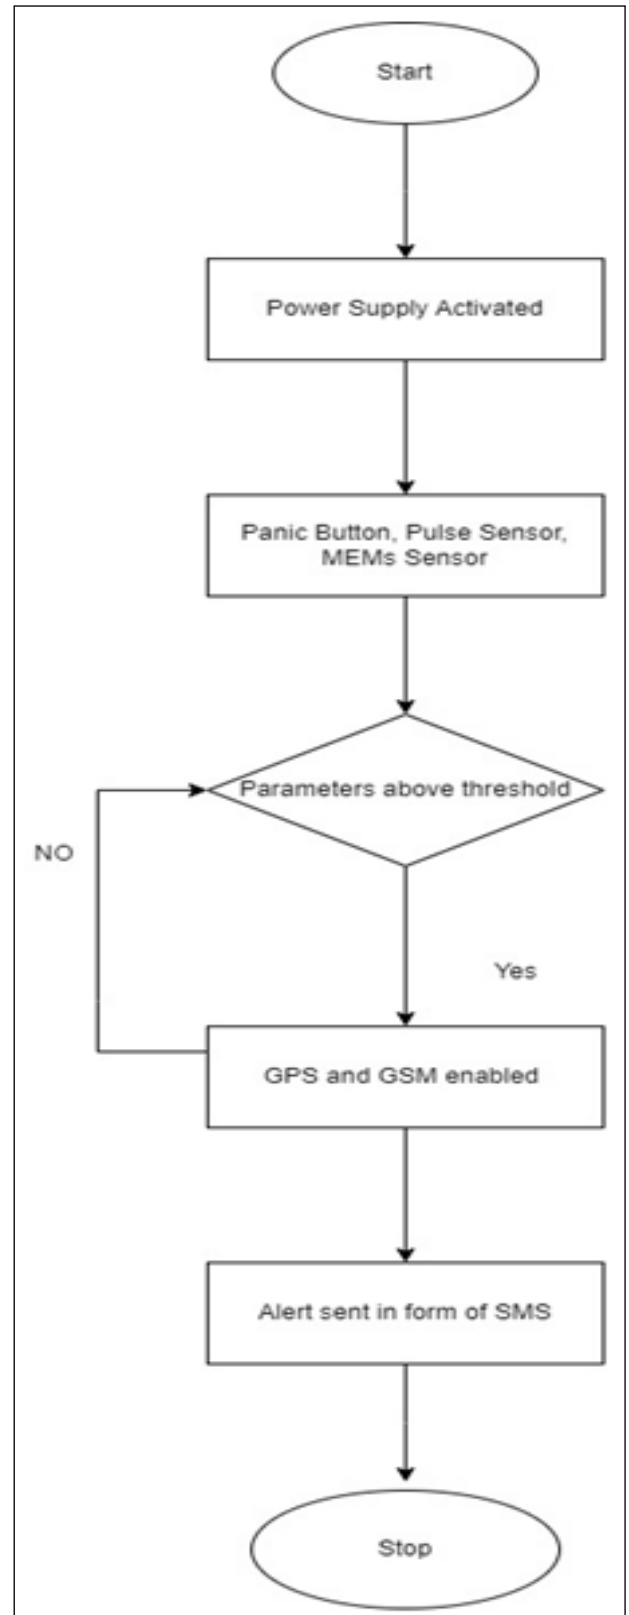 Start
Power Supply Activated
Panic Button, Pulse Sensor,
MEMs Sensor
Parameters above threshold
NO
Yes
GPS and GSM enabled
Alert sent in form of SMS
Stop